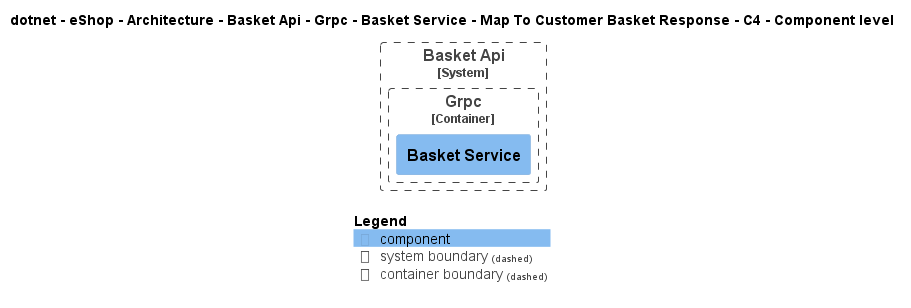 dotnet - eShop - Architecture - Basket Api - Grpc - Basket Service - Map To Customer Basket Response - C4 - Component level
Basket Api
[System]
Grpc
[Container]
Basket Service
Legend
component
system boundary (dashed)
container boundary (dashed)